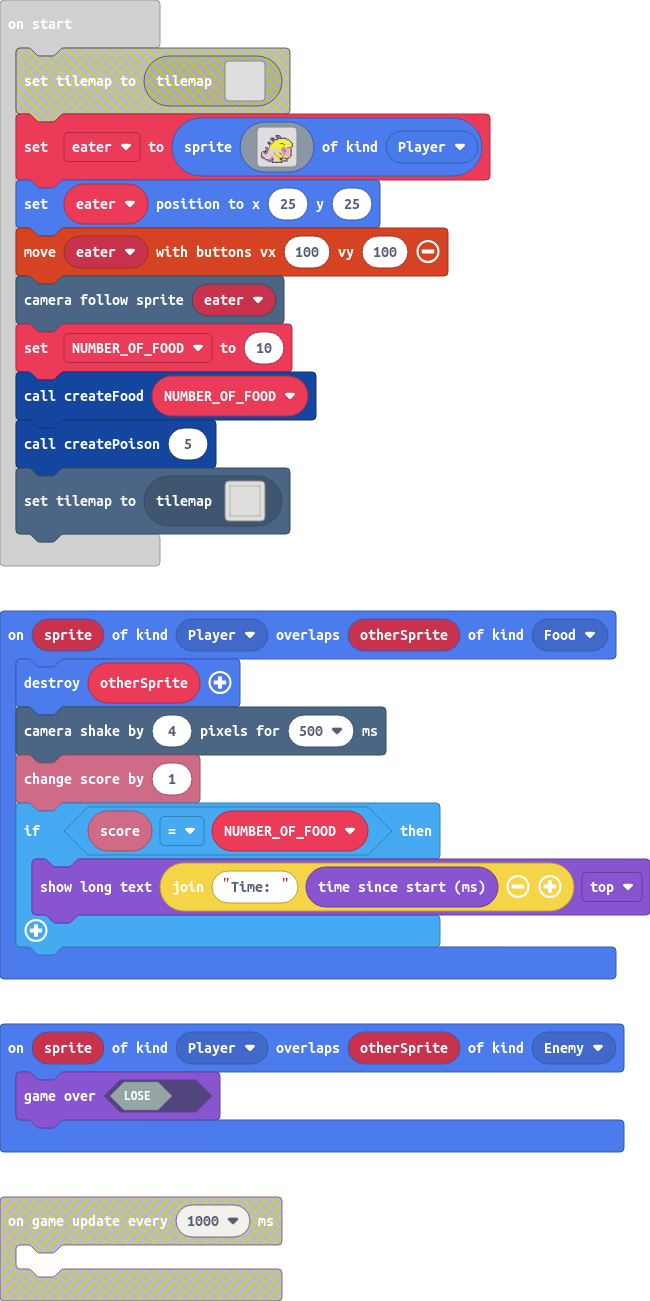 on start
set tilemap to tilemap
set eater to sprite of kind Player
set eater position to x 25 y 25
move eater with buttons vx 100 vy 100
camera follow sprite eater
set NUMBER_OF_FOOD to 10
call createFood NUMBER_OF_FOOD
call createPoison 5
set tilemap to tilemap
on sprite of kind Player overlaps otherSprite of kind Food
destroy otherSprite
camera shake by 4 pixels for 500 ms
change score by 1
if score = NUMBER_OF_FOOD then
show long text join "Time: " time since start (ms) top
on sprite of kind Player overlaps otherSprite of kind Enemy
game over LOSE
on game update every 1000 ms